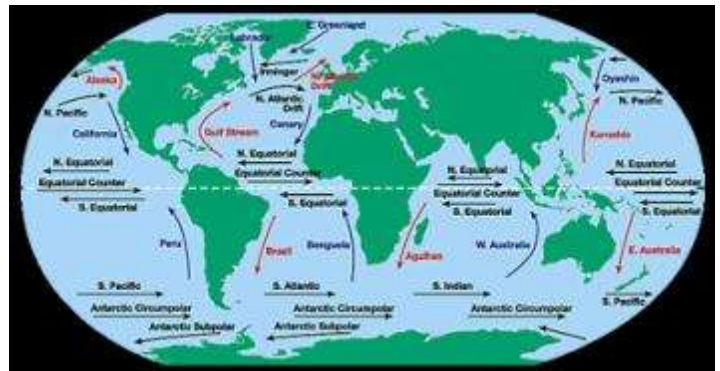 E. Greenland
Labrador
Irminger
N. Atlantic
Drift
Alaska
Oyashio
N. Pacific
N. Atlantic
Drift
N. Pacific
California
Gulf Stream
Canary
Kuroshio
N. Equatorial
N. Equatorial
N. Equatorial
N. Equatorial
Equatorial Counter
Equatorial Counter
Equatorial Counter
Equatorial Counter
S. Equatorial
S. Equatorial
S. Equatorial
S. Equatorial
Peru
Brazil
Benguela
Agulhas
W. Australia
E. Australia
S. Pacific
S. Atlantic
S. Indian
S. Pacific
Antarctic Circumpolar
Antarctic Circumpolar
Antarctic Circumpolar
Antarctic Subpolar
Antarctic Subpolar